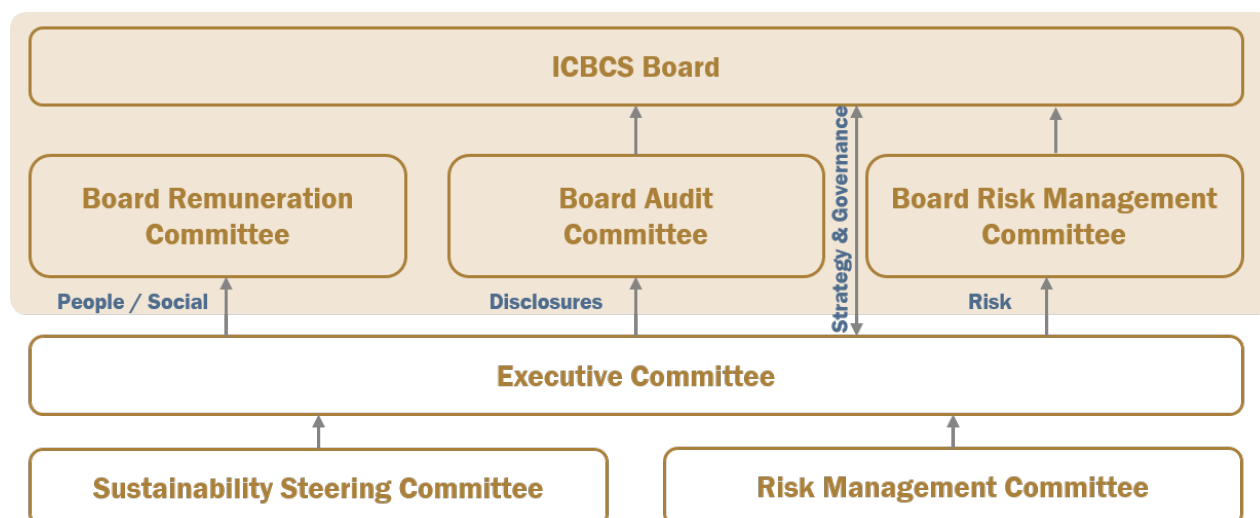 ICBCS Board
Board Remuneration
Committee
Board Audit
Committee
Strategy & Governance
Board Risk Management
Committee
People / Social
Disclosures
Risk
Executive Committee
Sustainability Steering Committee
Risk Management Committee